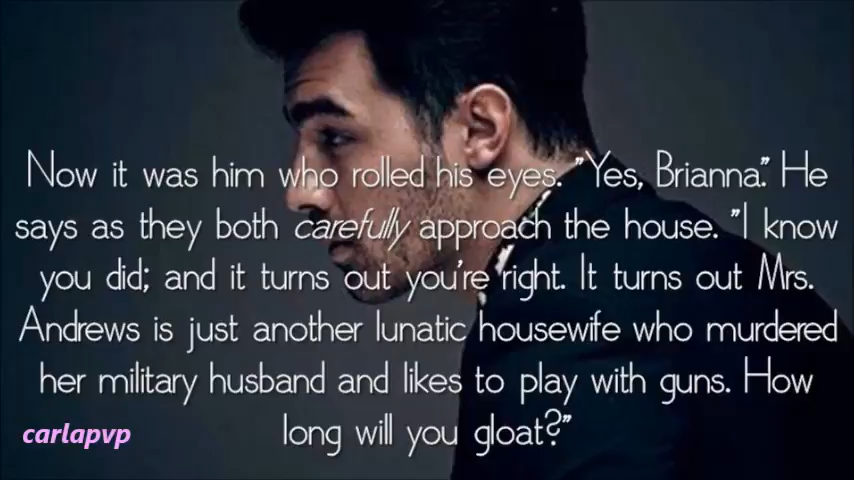 Now it was him who rolled his eyes. "Yes, Brianna." He
says as they both carefully approach the house. "I know
you did; and it turns out you're right. It turns out Mrs.
Andrews is just another lunatic housewife who murdered
her military husband and likes to play with guns. How
long will you gloat?"
carlapvp